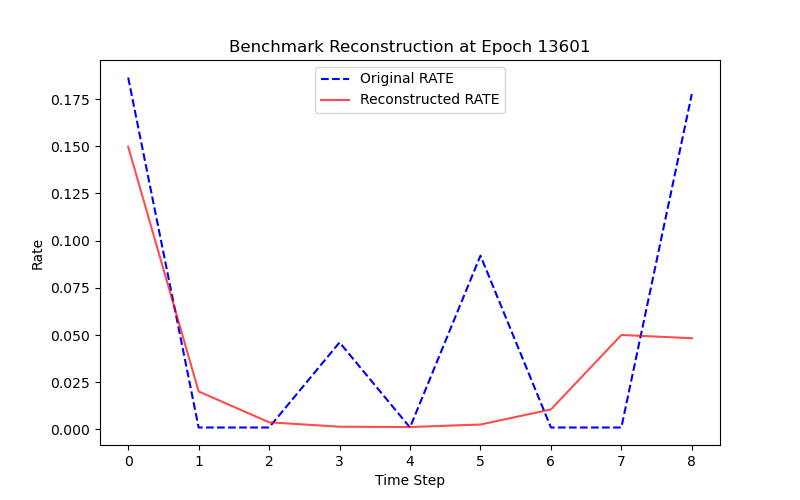 Benchmark Reconstruction at Epoch 13601
Original RATE
Reconstructed RATE
0.175
0.150
0.125
0.100
0.075
0.050
0.025
0.000
Rate
0 1 2 3 4 5 6 7 8
Time Step